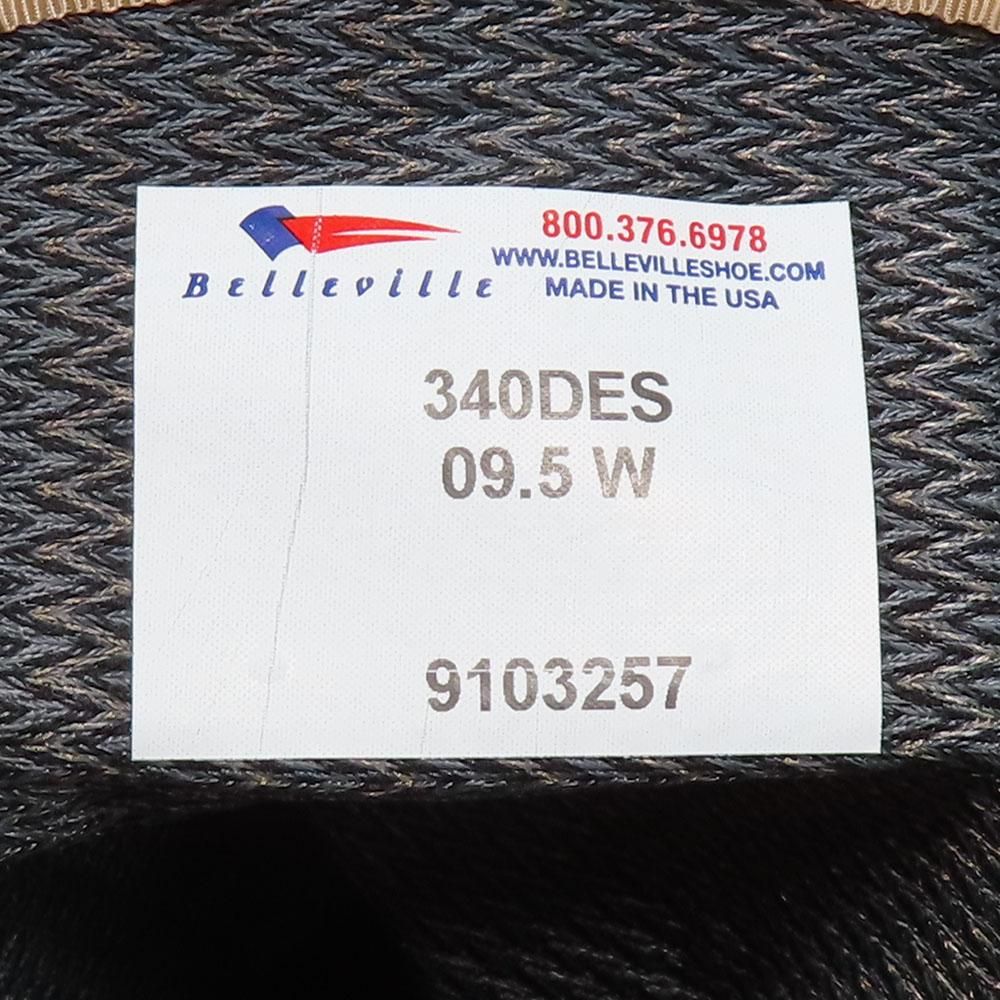 Belleville
800.376.6978
WWW.BELLEVILLESHOE.COM
MADE IN THE USA
340DES
09.5 W
9103257